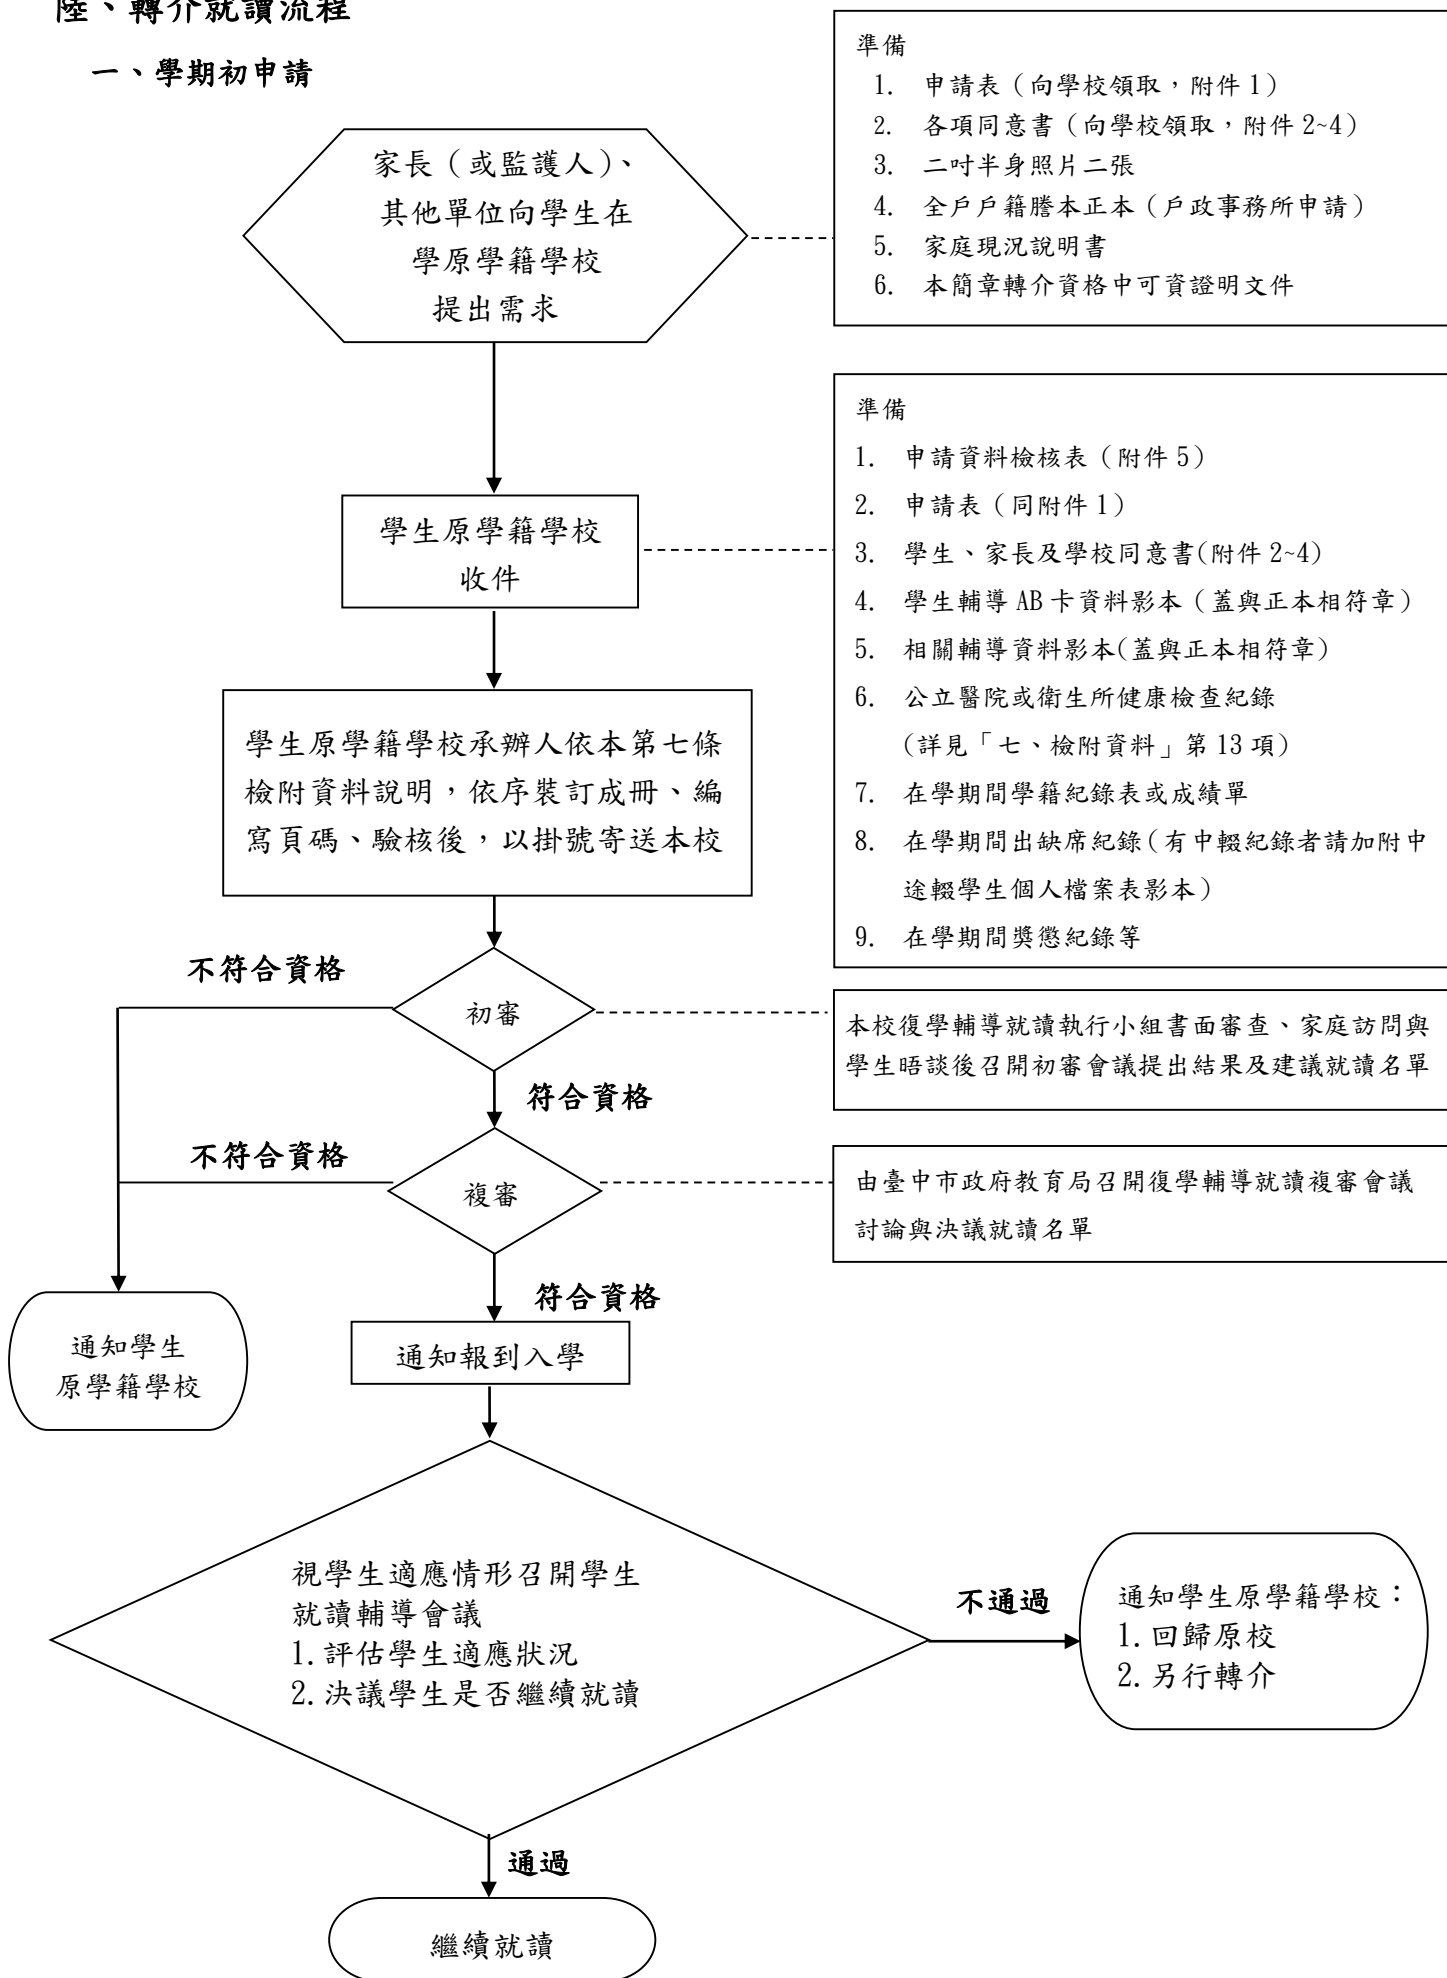 陸、轉介就讀流程
一、學期初申請
準備
1. 申請表（向學校領取，附件 1）
2. 各項同意書（向學校領取，附件 2~4）
3. 二吋半身照片二張
4. 全戶戶籍謄本正本（戶政事務所申請）
5. 家庭現況說明書
6. 本簡章轉介資格中可資證明文件
家長（或監護人）、
其他單位向學生在
學原學籍學校
提出需求
準備
1. 申請資料檢核表（附件 5）
2. 申請表（同附件 1）
3. 學生、家長及學校同意書(附件 2~4)
4. 學生輔導 AB 卡資料影本（蓋與正本相符章）
5. 相關輔導資料影本(蓋與正本相符章)
6. 公立醫院或衛生所健康檢查紀錄
(詳見「七、檢附資料」第 13 項)
7. 在學期間學籍紀錄表或成績單
8. 在學期間出缺席紀錄(有中輟紀錄者請加附中
途輟學生個人檔案表影本)
9. 在學期間獎懲紀錄等
學生原學籍學校
收件
學生原學籍學校承辦人依本第七條
檢附資料說明，依序裝訂成冊、編
寫頁碼、驗核後，以掛號寄送本校
不符合資格
初審
本校復學輔導就讀執行小組書面審查、家庭訪問與
學生晤談後召開初審會議提出結果及建議就讀名單
符合資格
不符合資格
複審
由臺中市政府教育局召開復學輔導就讀複審會議
討論與決議就讀名單
符合資格
通知學生
原學籍學校
通知報到入學
視學生適應情形召開學生
就讀輔導會議
1. 評估學生適應狀況
2. 決議學生是否繼續就讀
不通過
通知學生原學籍學校：
1. 回歸原校
2. 另行轉介
通過
繼續就讀